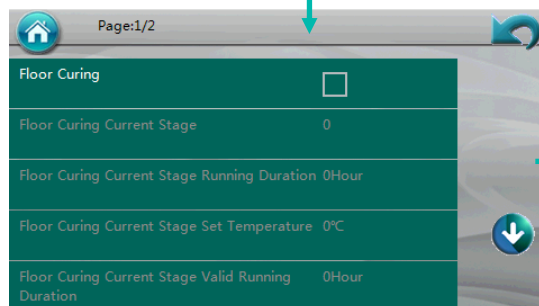 Page:1/2
Floor Curing
Floor Curing Current Stage 0
Floor Curing Current Stage Running Duration 0Hour
Floor Curing Current Stage Set Temperature 0℃
Floor Curing Current Stage Valid Running 0Hour
Duration